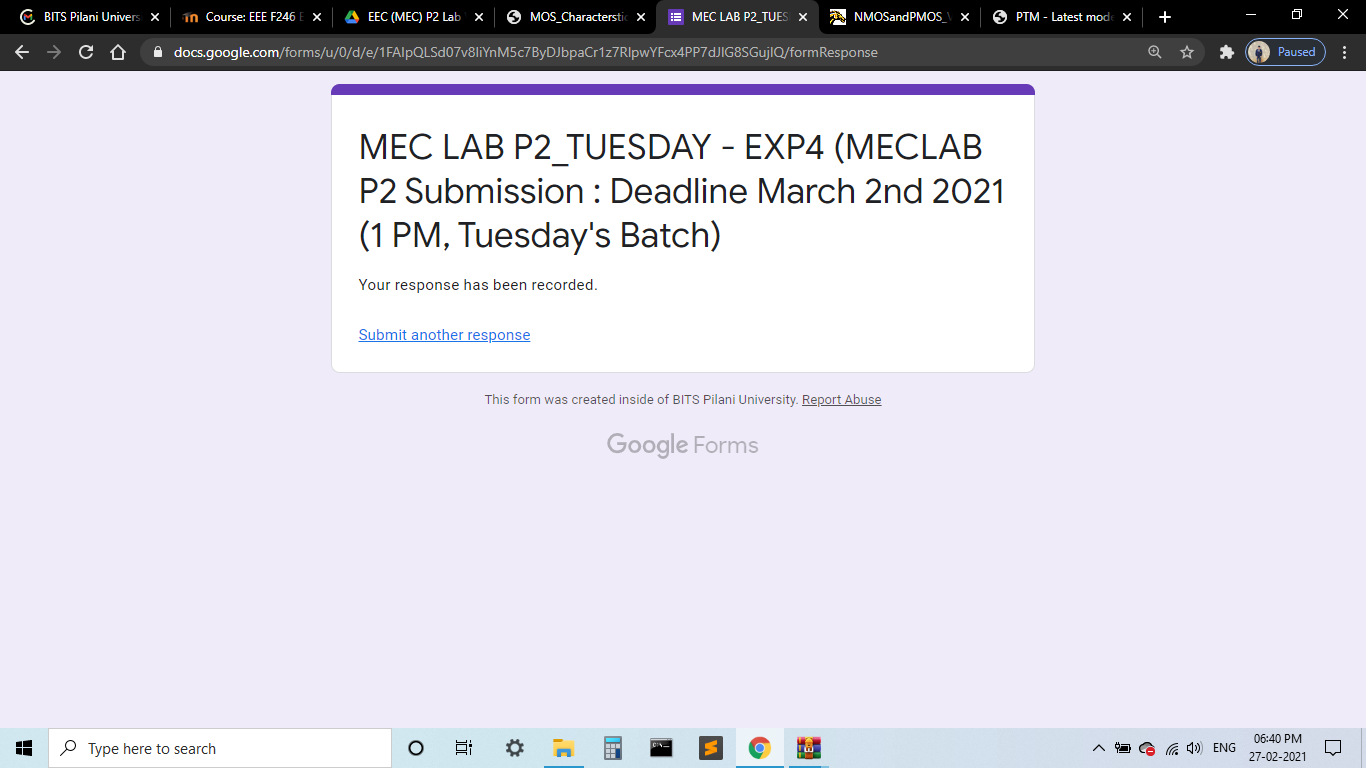 BITS Pilani Univers
Course: EEE F246 E
EEC (MEC) P2 Lab
MOS_Characterstic
MEC LAB P2_TUES
NMOSandPMOS_V
PTM - Latest mode
docs.google.com/forms/u/0/d/e/1FAIpQLSd07v8IiYnM5c7ByDJbpaCr1z7RlpwYFcx4PP7dJlG8SGujlQ/formResponse
Paused
MEC LAB P2_TUESDAY - EXP4 (MECLAB
P2 Submission : Deadline March 2nd 2021
(1 PM, Tuesday's Batch)
Your response has been recorded.
Submit another response
This form was created inside of BITS Pilani University. Report Abuse
Google Forms
Type here to search
ENG
06:40 PM
27-02-2021